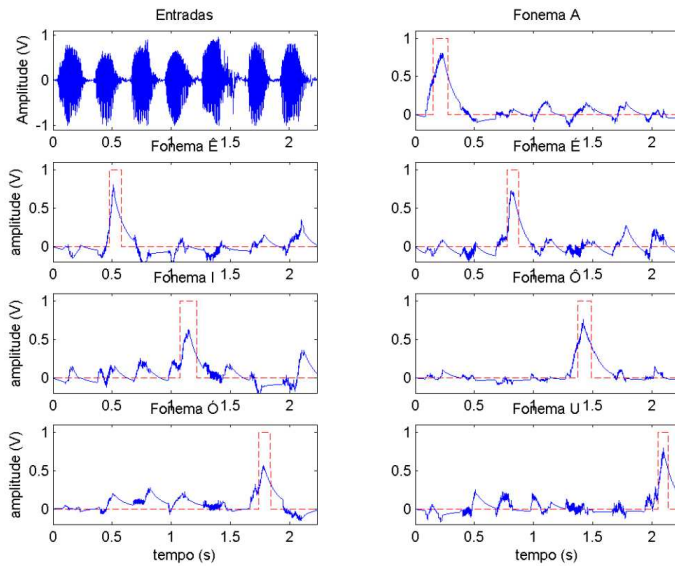 Entradas
Fonema A
Amplitude (V)
1
0
-1
0 0.5 1 1.5 2
1
0.5
0
0 0.5 1 1.5 2
Fonema É
Fonema É
amplitude (V)
1
0.5
0
0 0.5 1 1.5 2
1
0.5
0
0 0.5 1 1.5 2
Fonema I
Fonema Ó
amplitude (V)
1
0.5
0
0 0.5 1 1.5 2
1
0.5
0
0 0.5 1 1.5 2
Fonema Ó
Fonema U
amplitude (V)
1
0.5
0
0 0.5 1 1.5 2
tempo (s)
1
0.5
0
0 0.5 1 1.5 2
tempo (s)